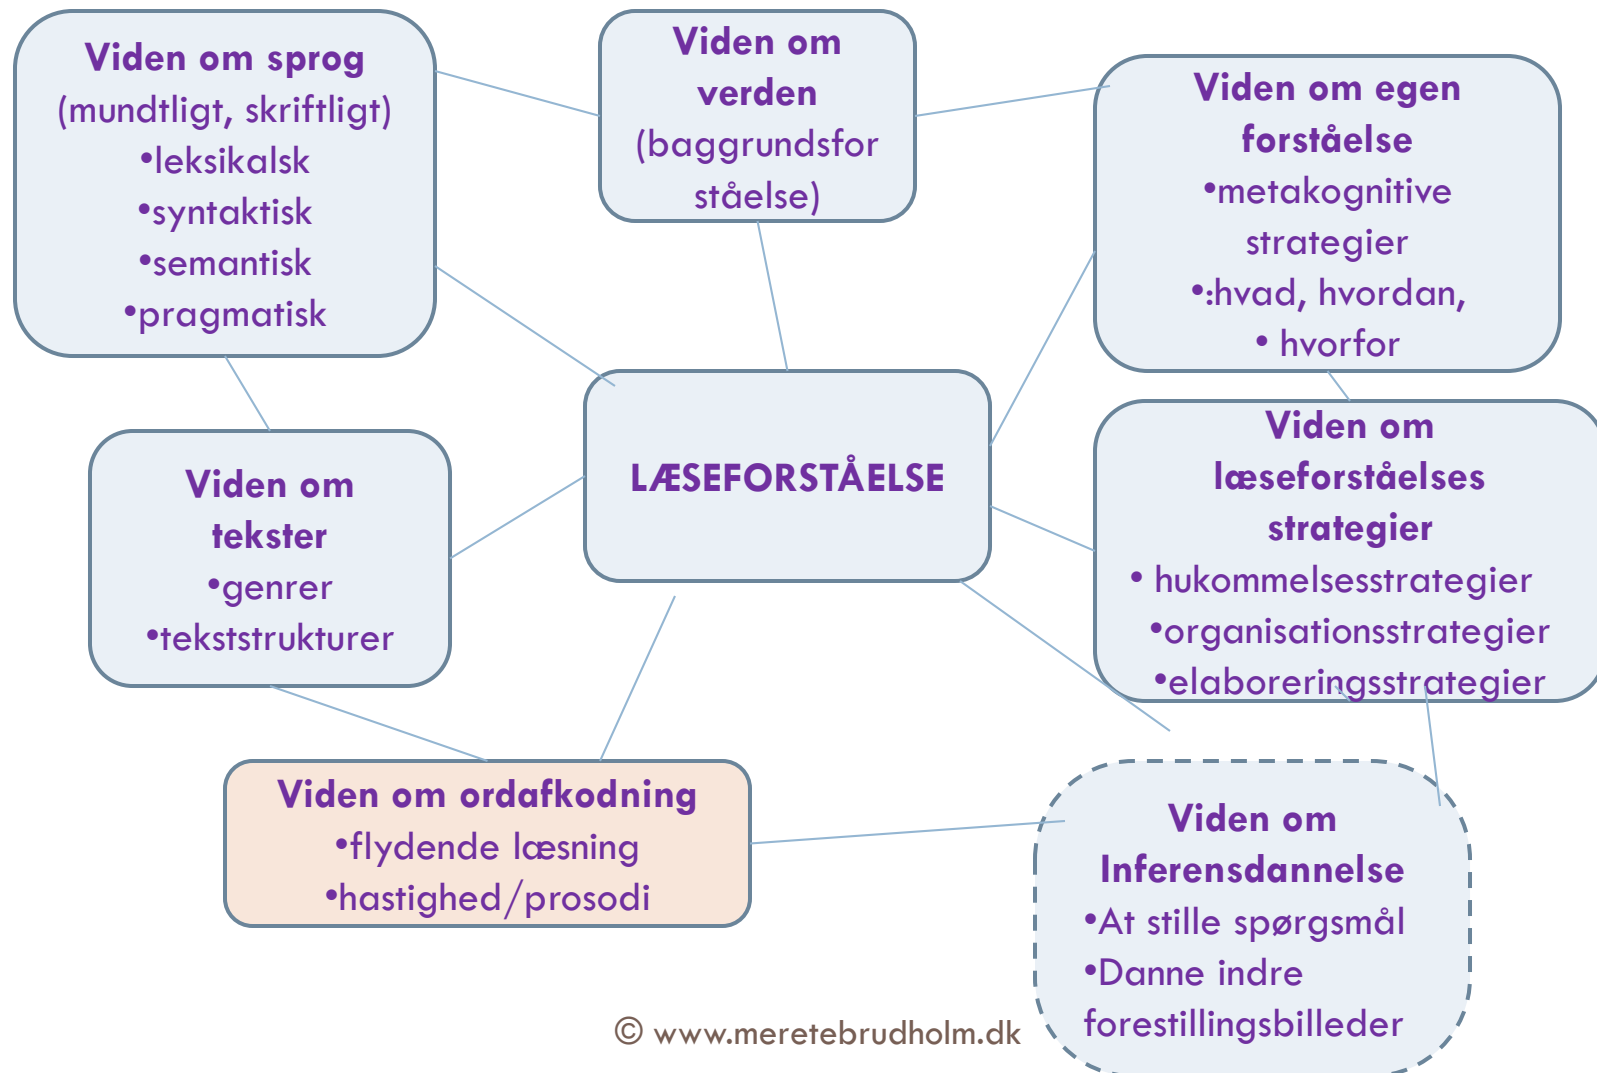 Viden om sprog
(mundtligt, skriftligt)
•leksikalsk
•syntaktisk
•semantisk
•pragmatisk
Viden om
verden
(baggrundsfor
ståelse)
Viden om egen
forståelse
•metakognitive
strategier
•:hvad, hvordan,
• hvorfor
LÆSEFORSTÅELSE
Viden om
tekster
•genrer
•tekststrukturer
Viden om
læseforståelses
strategier
• hukommelsesstrategier
•organisationsstrategier
•elaboreringsstrategier
Viden om ordafkodning
•flydende læsning
•hastighed/prosodi
Viden om
Inferensdannelse
•At stille spørgsmål
•Danne indre
forestillingsbilleder
© www.meretebrudholm.dk